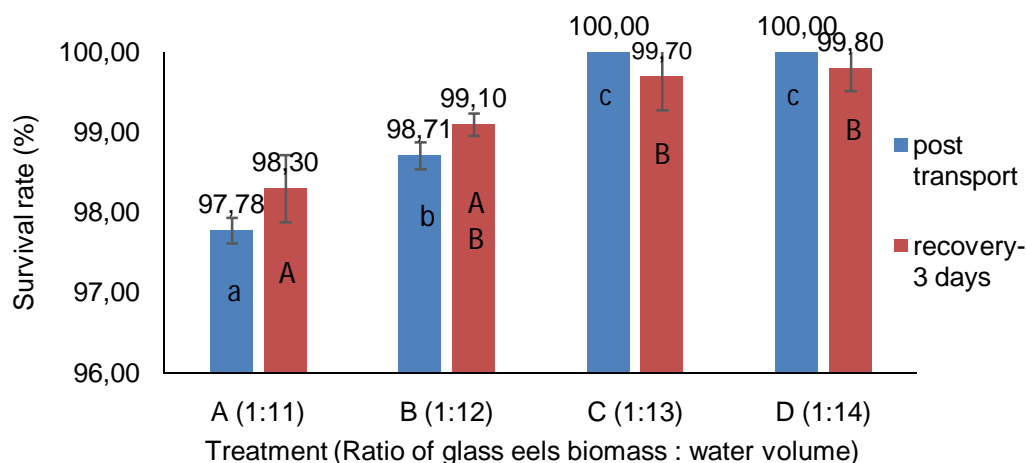 Survival rate (%)
100,00
99,00
98,00
97,00
96,00
97,78
98,30
98,71
99,10
100,00
99,70
100,00
99,80
a
A
b
A
B
c
B
c
B
A (1:11)
B (1:12)
C (1:13)
D (1:14)
Treatment (Ratio of glass eels biomass : water volume)
post
transport
recovery-
3 days